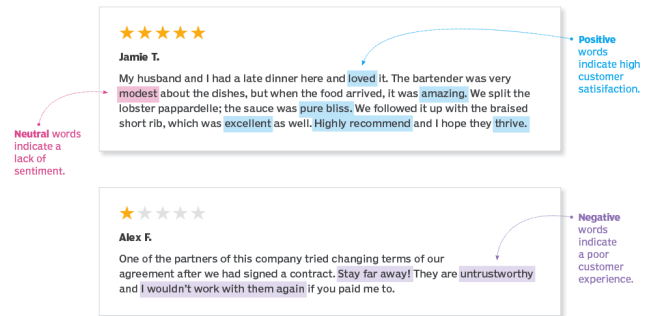 Jamie T.
My husband and I had a late dinner here and loved it. The bartender was very
modest about the dishes, but when the food arrived, it was amazing. We split the
lobster pappardelle; the sauce was pure bliss. We followed it up with the braised
short rib, which was excellent as well. Highly recommend and I hope they thrive.
Positive
words
indicate high
customer
satisifaction.
Neutral words
indicate a
lack of
sentiment.
Alex F.
One of the partners of this company tried changing terms of our
agreement after we had signed a contract. Stay far away! They are untrustworthy
and I wouldn't work with them again if you paid me to.
Negative
words
indicate
a poor
customer
experience.